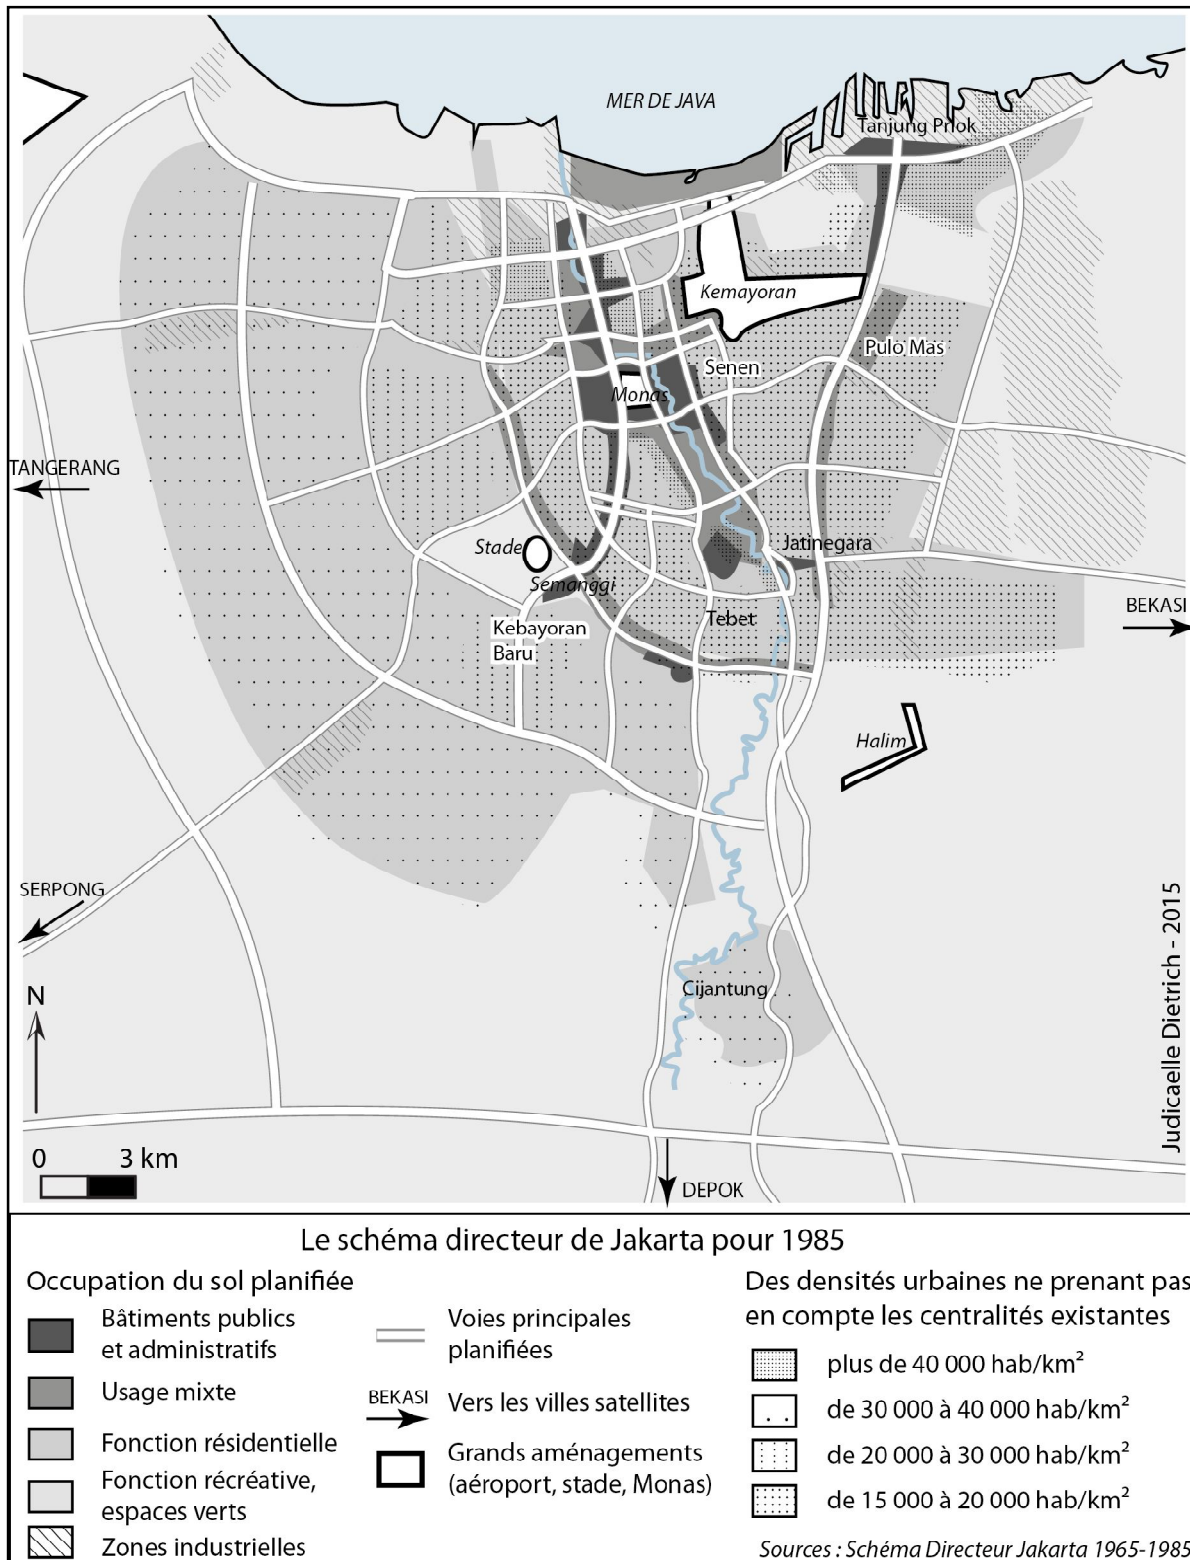 MER DE JAVA
Tanjung Priok
Kemayoran
Pulo Mas
Senen
Monas
TANGERANG
Stade
Jatinegara
Semanggi
BEKASI
Tebet
Kebayoran
Baru
Halim
SERPONG
Cijantung
N
Judicaelle Dietrich - 2015
0 3 km
DEPOK
Le schéma directeur de Jakarta pour 1985
Occupation du sol planifiée
Bâtiments publics
et administratifs
Usage mixte
Fonction résidentielle
Fonction récréative,
espaces verts
Zones industrielles
Voies principales
planifiées
BEKASI
Vers les villes satellites
Grands aménagements
(aéroport, stade, Monas)
Des densités urbaines ne prenant pas
en compte les centralités existantes
plus de 40 000 hab/km²
de 30 000 à 40 000 hab/km²
de 20 000 à 30 000 hab/km²
de 15 000 à 20 000 hab/km²
Sources : Schéma Directeur Jakarta 1965-1985